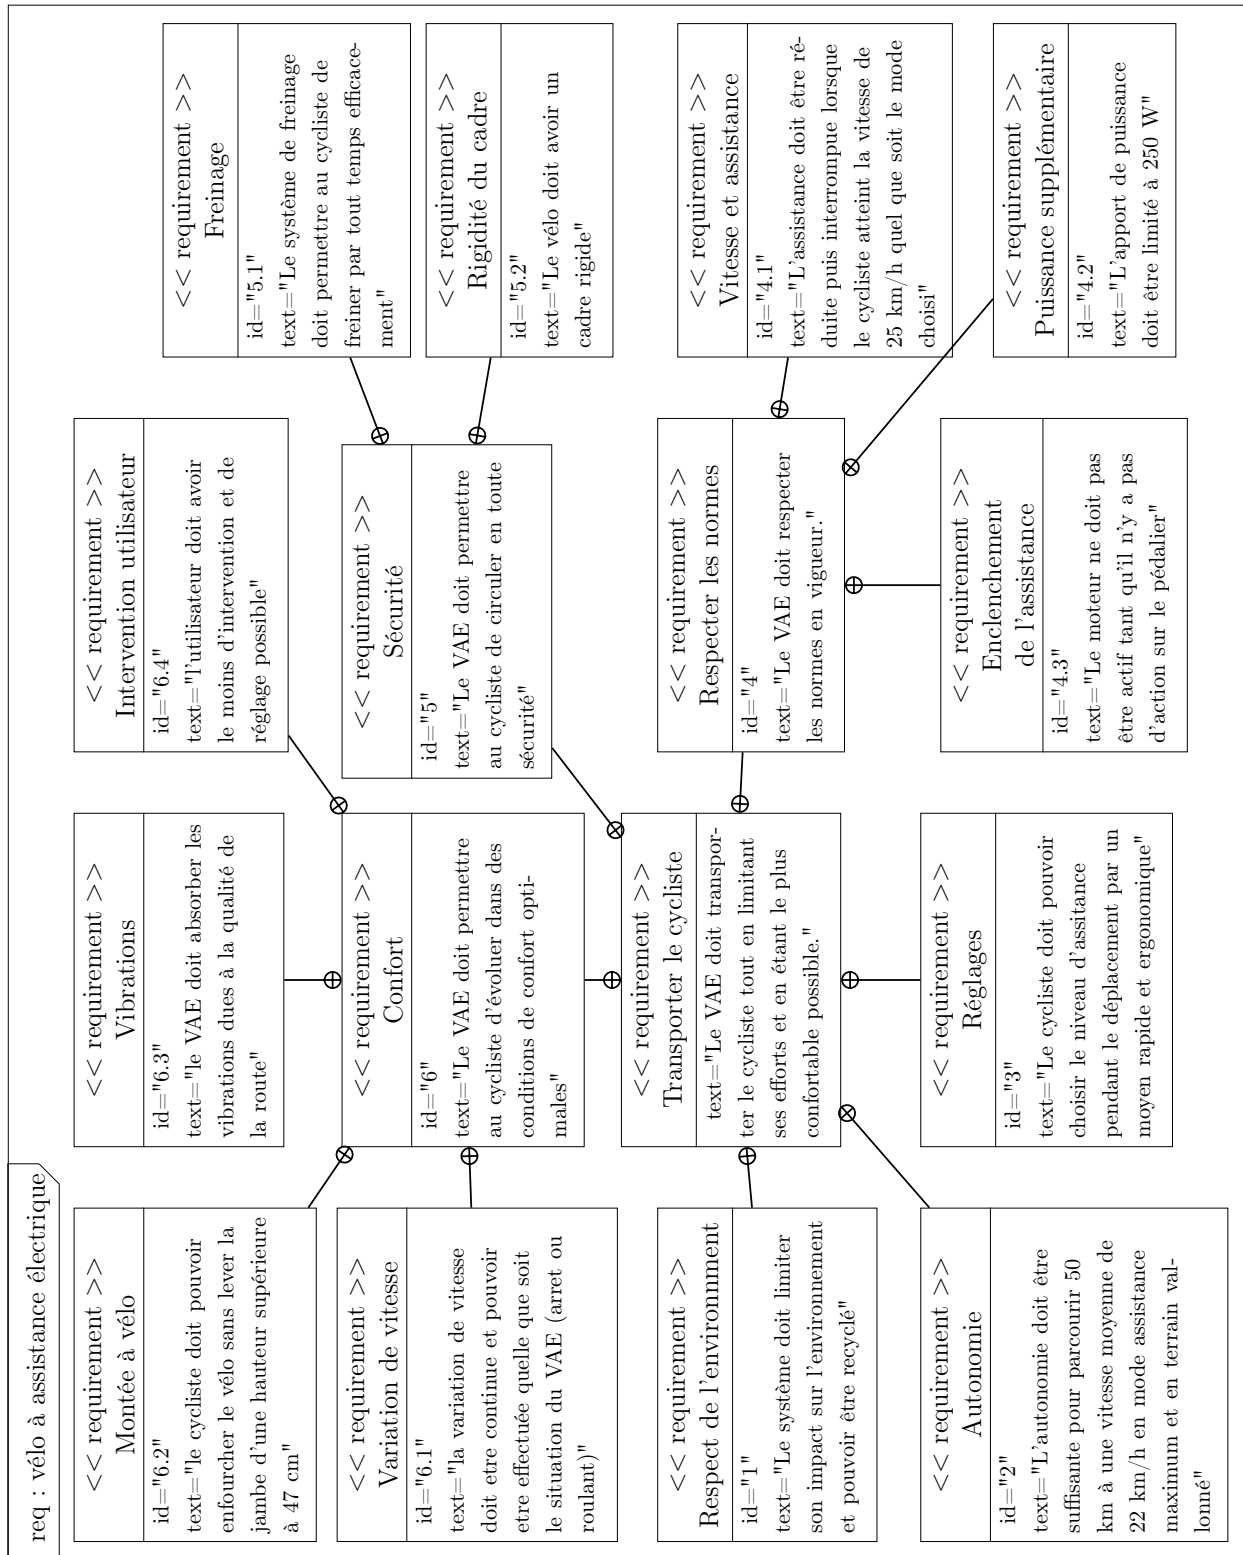 req : vélo à assistance électrique
<< requirement >>
Montée à vélo
id="6.2"
text="le cycliste doit pouvoir
enfourcher le vélo sans lever la
jambe d'une hauteur supérieure
à 47 cm"
<< requirement >>
Vibrations
id="6.3"
text="le VAE doit absorber les
vibrations dues à la qualité de
la route"
<< requirement >>
Intervention utilisateur
id="6.4"
text="l'utilisateur doit avoir
le moins d'intervention et de
réglage possible"
<< requirement >>
Freinage
id="5.1"
text="Le système de freinage
doit permettre au cycliste de
freiner par tout temps efficace-
ment"
<< requirement >>
Variation de vitesse
id="6.1"
text="la variation de vitesse
doit etre continue et pouvoir
etre effectuée quelle que soit
le situation du VAE (arret ou
roulant)"
<< requirement >>
Confort
id="6"
text="Le VAE doit permettre
au cycliste d'évoluer dans des
conditions de confort opti-
males"
<< requirement >>
Sécurité
id="5"
text="Le VAE doit permettre
au cycliste de circuler en toute
sécurité"
<< requirement >>
Rigidité du cadre
id="5.2"
text="Le vélo doit avoir un
cadre rigide"
<< requirement >>
Respect de l'environnment
id="1"
text="Le système doit limiter
son impact sur l'environnement
et pouvoir être recyclé"
<< requirement >>
Transporter le cycliste
text="Le VAE doit transpor-
ter le cycliste tout en limitant
ses efforts et en étant le plus
confortable possible."
<< requirement >>
Respecter les normes
id="4"
text="Le VAE doit respecter
les normes en vigueur."
<< requirement >>
Vitesse et assistance
id="4.1"
text="L'assistance doit être ré-
duite puis interrompue lorsque
le cycliste atteint la vitesse de
25 km/h quel que soit le mode
choisi"
<< requirement >>
Autonomie
id="2"
text="L'autonomie doit être
suffisante pour parcourir 50
km à une vitesse moyenne de
22 km/h en mode assistance
maximum et en terrain val-
lonné"
<< requirement >>
Réglages
id="3"
text="Le cycliste doit pouvoir
choisir le niveau d'assitance
pendant le déplacement par un
moyen rapide et ergonomique"
<< requirement >>
Enclenchement
de l'assistance
id="4.3"
text="Le moteur ne doit pas
être actif tant qu'il n'y a pas
d'action sur le pédalier"
<< requirement >>
Puissance supplémentaire
id="4.2"
text="L'apport de puissance
doit être limité à 250 W"